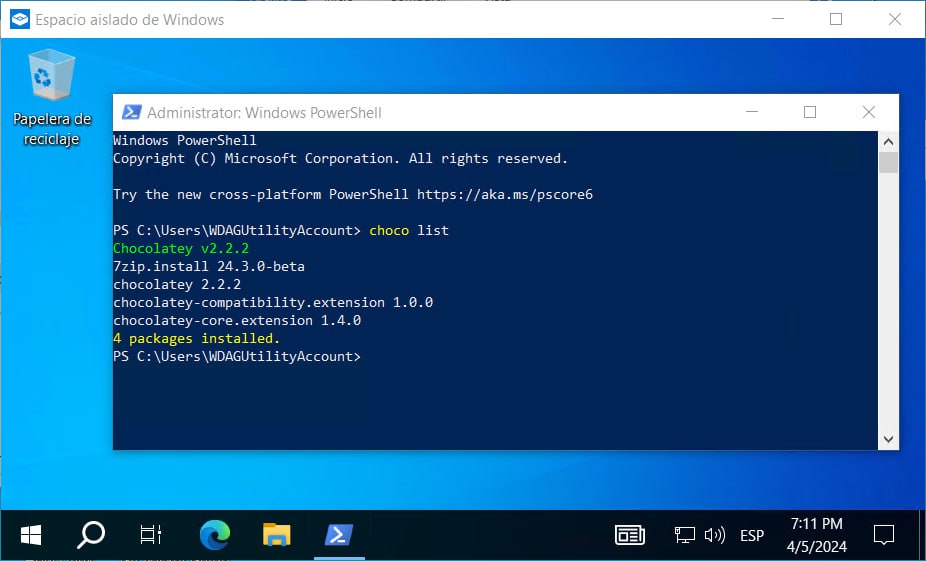 Espacio aislado de Windows
Papelera de
reciclaje
Administrator: Windows PowerShell
Windows PowerShell
Copyright (C) Microsoft Corporation. All rights reserved.
Try the new cross-platform PowerShell https://aka.ms/pscore6
PS C:\Users\WDAGUtilityAccount> choco list
Chocolatey v2.2.2
7zip.install 24.3.0-beta
chocolatey 2.2.2
chocolatey-compatibility.extension 1.0.0
chocolatey-core.extension 1.4.0
4 packages installed.
PS C:\Users\WDAGUtilityAccount>
ESP
7:11 PM
4/5/2024